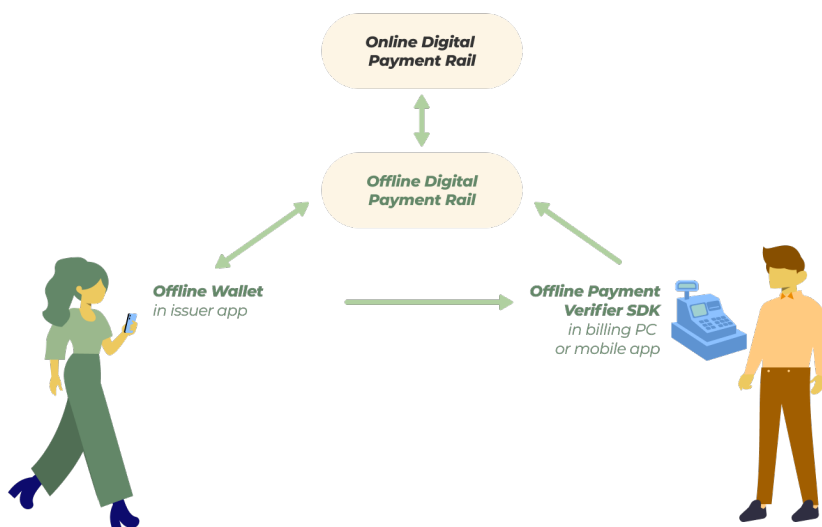 Online Digital
Payment Rail
Offline Digital
Payment Rail
Offline Wallet
in issuer app
Offline Payment
Verifier SDK
in billing PC
or mobile app